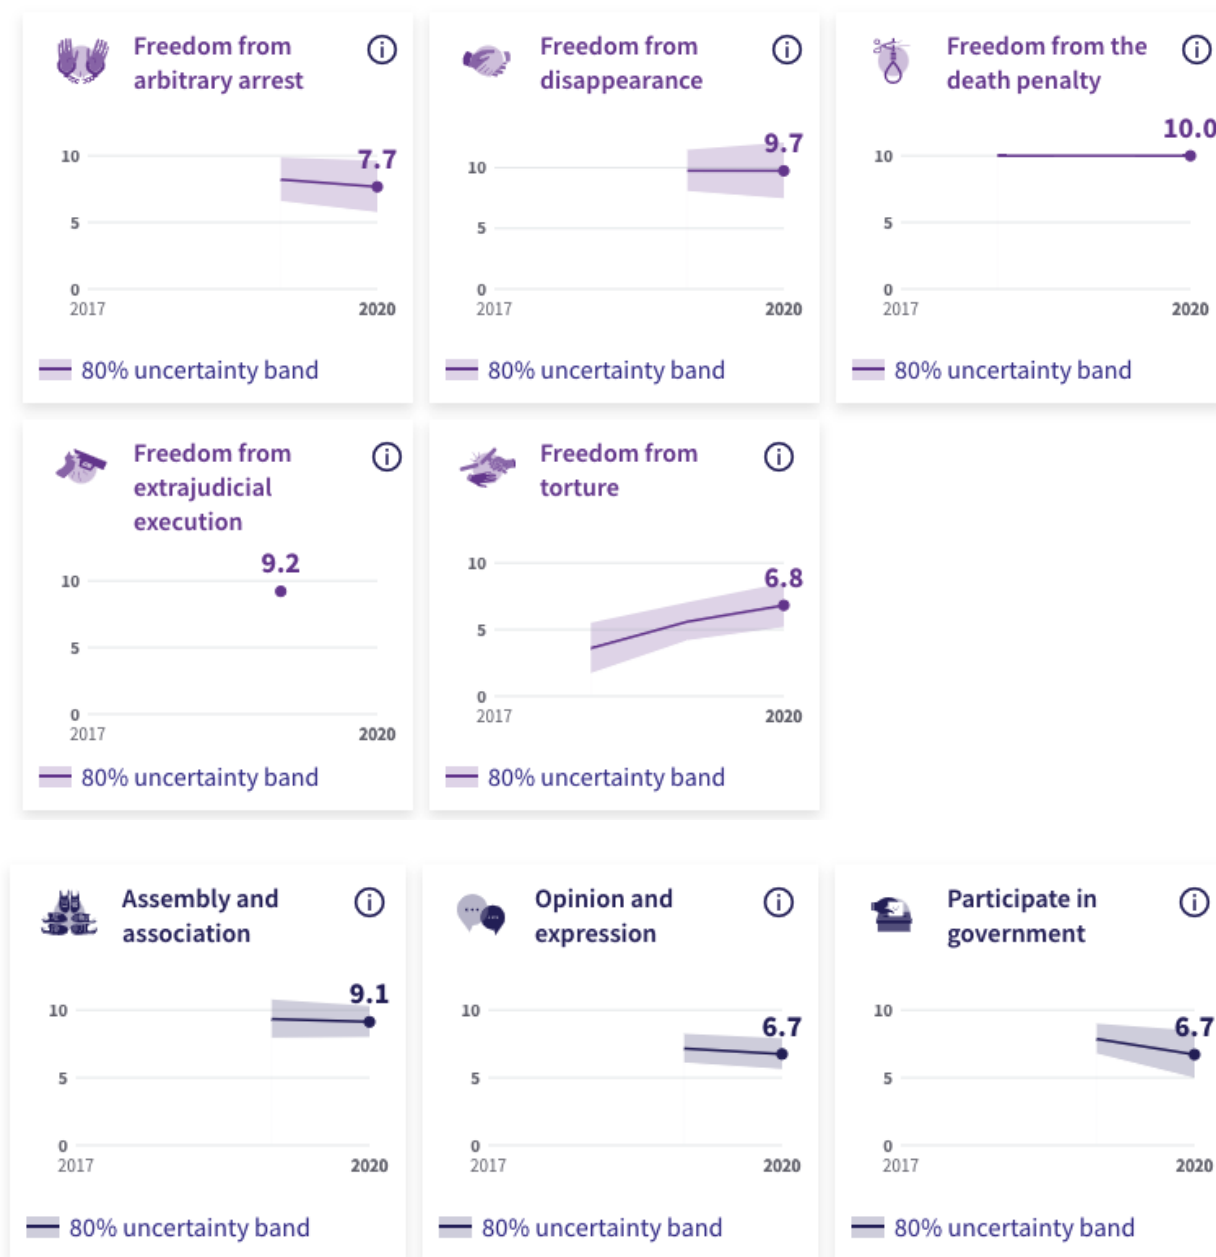 Freedom from
arbitrary arrest
7.7
10
5
0
2017
2020
80% uncertainty band
Freedom from
disappearance
9.7
10
5
0
2017
2020
80% uncertainty band
Freedom from the
death penalty
10.0
10
5
0
2017
2020
80% uncertainty band
Freedom from
extrajudicial
execution
9.2
10
5
0
2017
2020
80% uncertainty band
Freedom from
torture
10
6.8
5
0
2017
2020
80% uncertainty band
Assembly and
association
9.1
10
5
0
2017
2020
80% uncertainty band
Opinion and
expression
10
6.7
5
0
2017
2020
80% uncertainty band
Participate in
government
10
6.7
5
0
2017
2020
80% uncertainty band